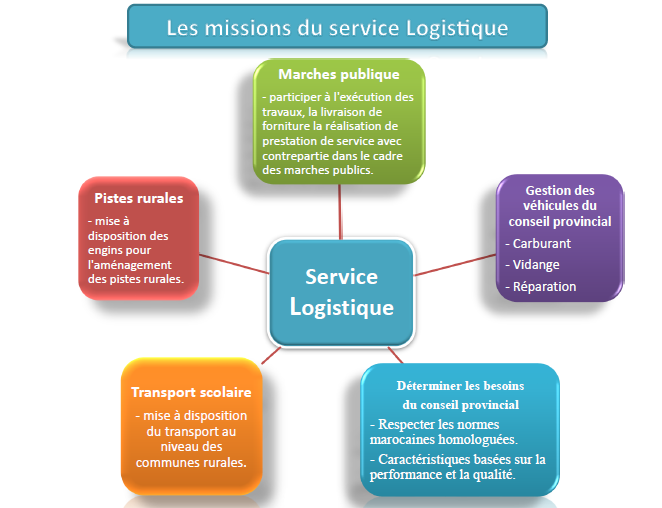 Les missions du service Logistique
Marches publique
- participer à l'exécution des
travaux, la livraison de
forniture la réalisation de
prestation de service avec
contrepartie dans le cadre
des marches publics.
Pistes rurales
- mise à
disposition des
engins pour
l'aménagement
des pistes rurales.
Gestion des
véhicules du
conseil provincial
- Carburant
- Vidange
- Réparation
Service
Logistique
Transport scolaire
- mise à disposition
du transport au
niveau des
communes rurales.
Déterminer les besoins
du conseil provincial
- Respecter les normes
marocaines homologuées.
- Caractéristiques basées sur la
performance et la qualité.